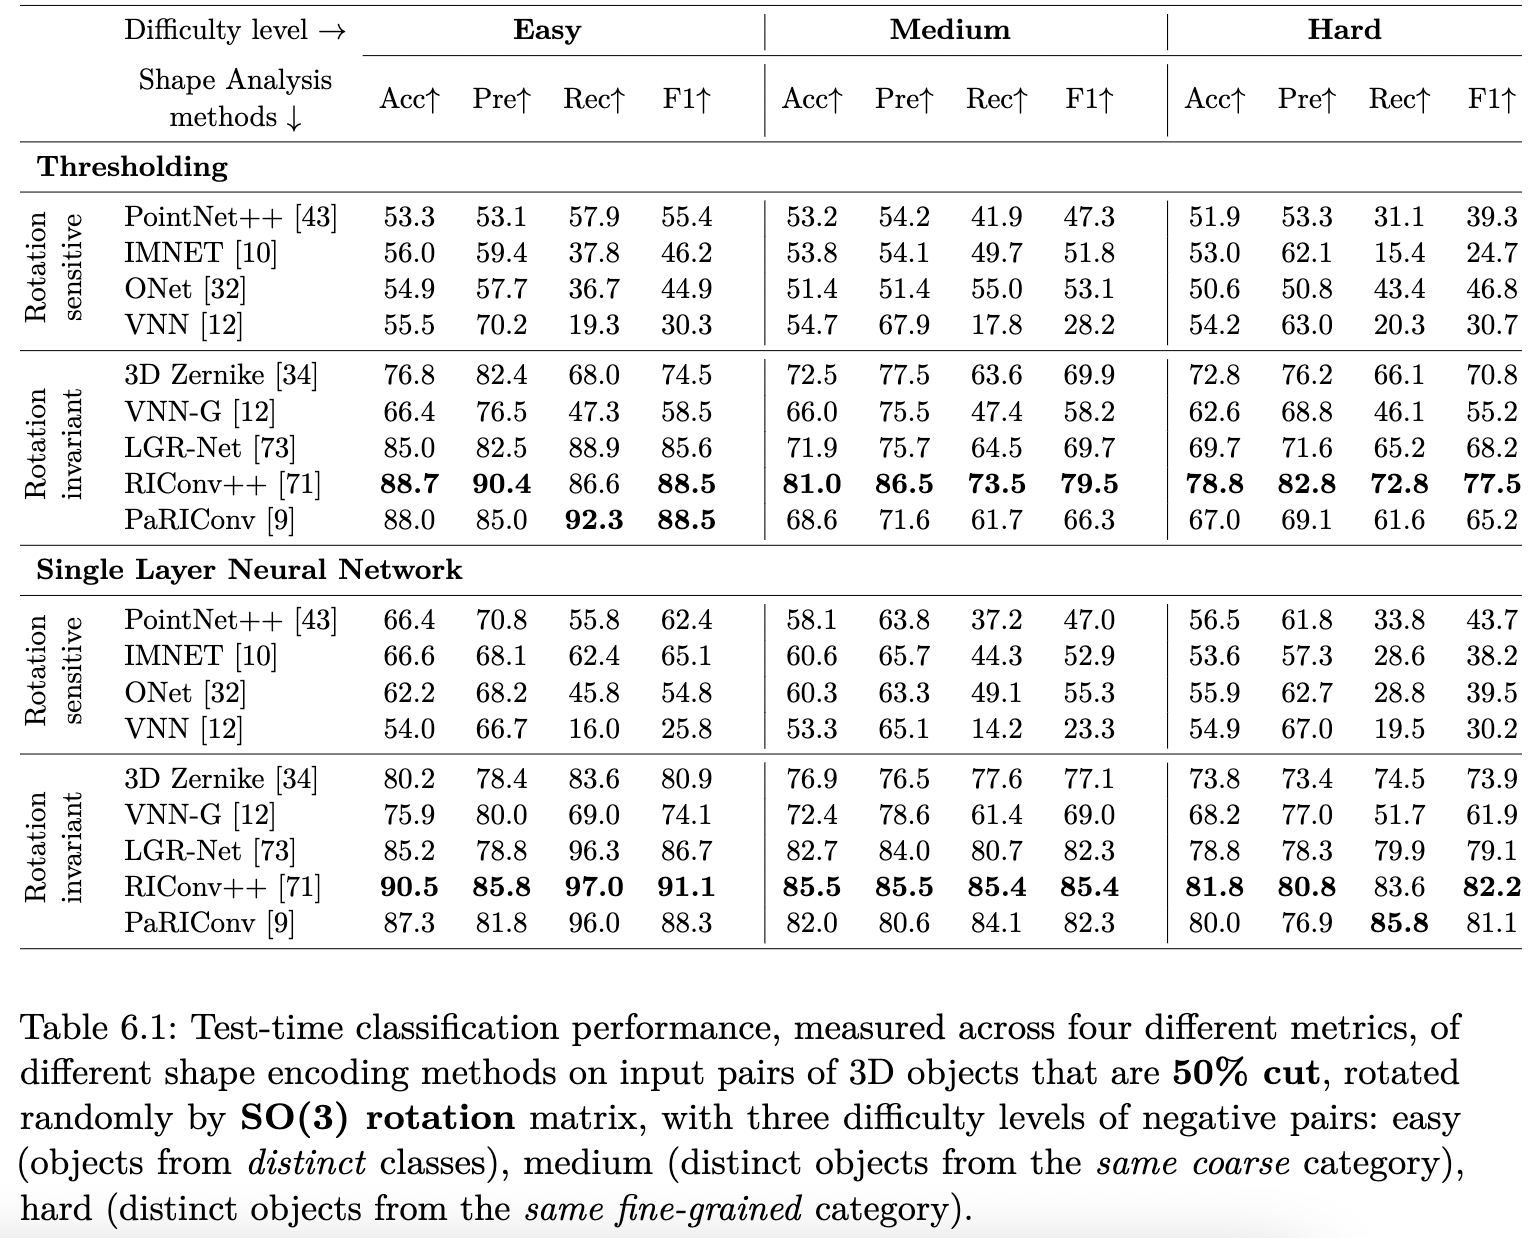 Difficulty level → Easy Medium Hard
Shape Analysis methods ↓ Acc↑ Pre↑ Rec↑ F1↑ Acc↑ Pre↑ Rec↑ F1↑ Acc↑ Pre↑ Rec↑ F1↑
Thresholding
Rotation sensitive
PointNet++ [43] 53.3 53.1 57.9 55.4 53.2 54.2 41.9 47.3 51.9 53.3 31.1 39.3
IMNET [10] 56.0 59.4 37.8 46.2 53.8 54.1 49.7 51.8 53.0 62.1 15.4 24.7
ONet [32] 54.9 57.7 36.7 44.9 51.4 51.4 55.0 53.1 50.6 50.8 43.4 46.8
VNN [12] 55.5 70.2 19.3 30.3 54.7 67.9 17.8 28.2 54.2 63.0 20.3 30.7
Rotation invariant
3D Zernike [34] 76.8 82.4 68.0 74.5 72.5 77.5 63.6 69.9 72.8 76.2 66.1 70.8
VNN-G [12] 66.4 76.5 47.3 58.5 66.0 75.5 47.4 58.2 62.6 68.8 46.1 55.2
LGR-Net [73] 85.0 82.5 88.9 85.6 71.9 75.7 64.5 69.7 69.7 71.6 65.2 68.2
RIConv++ [71] 88.7 90.4 86.6 88.5 81.0 86.5 73.5 79.5 78.8 82.8 72.8 77.5
PaRIConv [9] 88.0 85.0 92.3 88.5 68.6 71.6 61.7 66.3 67.0 69.1 61.6 65.2
Single Layer Neural Network
Rotation sensitive
PointNet++ [43] 66.4 70.8 55.8 62.4 58.1 63.8 37.2 47.0 56.5 61.8 33.8 43.7
IMNET [10] 66.6 68.1 62.4 65.1 60.6 65.7 44.3 52.9 53.6 57.3 28.6 38.2
ONet [32] 62.2 68.2 45.8 54.8 60.3 63.3 49.1 55.3 55.9 62.7 28.8 39.5
VNN [12] 54.0 66.7 16.0 25.8 53.3 65.1 14.2 23.3 54.9 67.0 19.5 30.2
Rotation invariant
3D Zernike [34] 80.2 78.4 83.6 80.9 76.9 76.5 77.6 77.1 73.8 73.4 74.5 73.9
VNN-G [12] 75.9 80.0 69.0 74.1 72.4 78.6 61.4 69.0 68.2 77.0 51.7 61.9
LGR-Net [73] 85.2 78.8 96.3 86.7 82.7 84.0 80.7 82.3 78.8 78.3 79.9 79.1
RIConv++ [71] 90.5 85.8 97.0 91.1 85.5 85.5 85.4 85.4 81.8 80.8 83.6 82.2
PaRIConv [9] 87.3 81.8 96.0 88.3 82.0 80.6 84.1 82.3 80.0 76.9 85.8 81.1
Table 6.1: Test-time classification performance, measured across four different metrics, of
different shape encoding methods on input pairs of 3D objects that are 50% cut, rotated
randomly by SO(3) rotation matrix, with three difficulty levels of negative pairs: easy
(objects from distinct classes), medium (distinct objects from the same coarse category),
hard (distinct objects from the same fine-grained category).